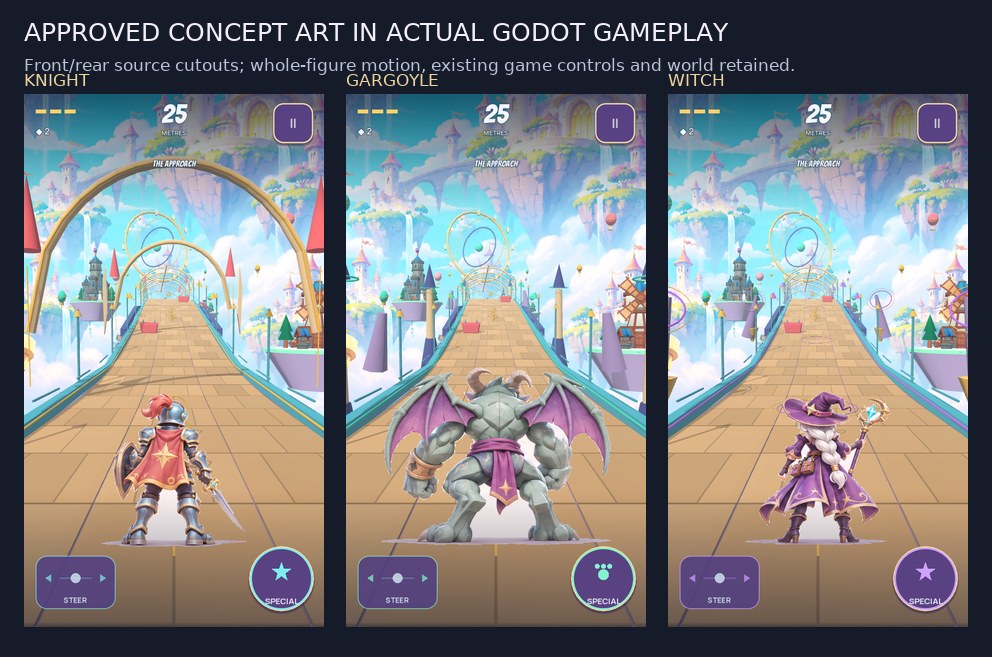 APPROVED CONCEPT ART IN ACTUAL GODOT GAMEPLAY
Front/rear source cutouts; whole-figure motion, existing game controls and world retained.
KNIGHT
GARGOYLE
WITCH
25
METRES
2
THE APPROACH
STEER
SPECIAL
25
METRES
2
THE APPROACH
STEER
SPECIAL
25
METRES
2
THE APPROACH
STEER
SPECIAL